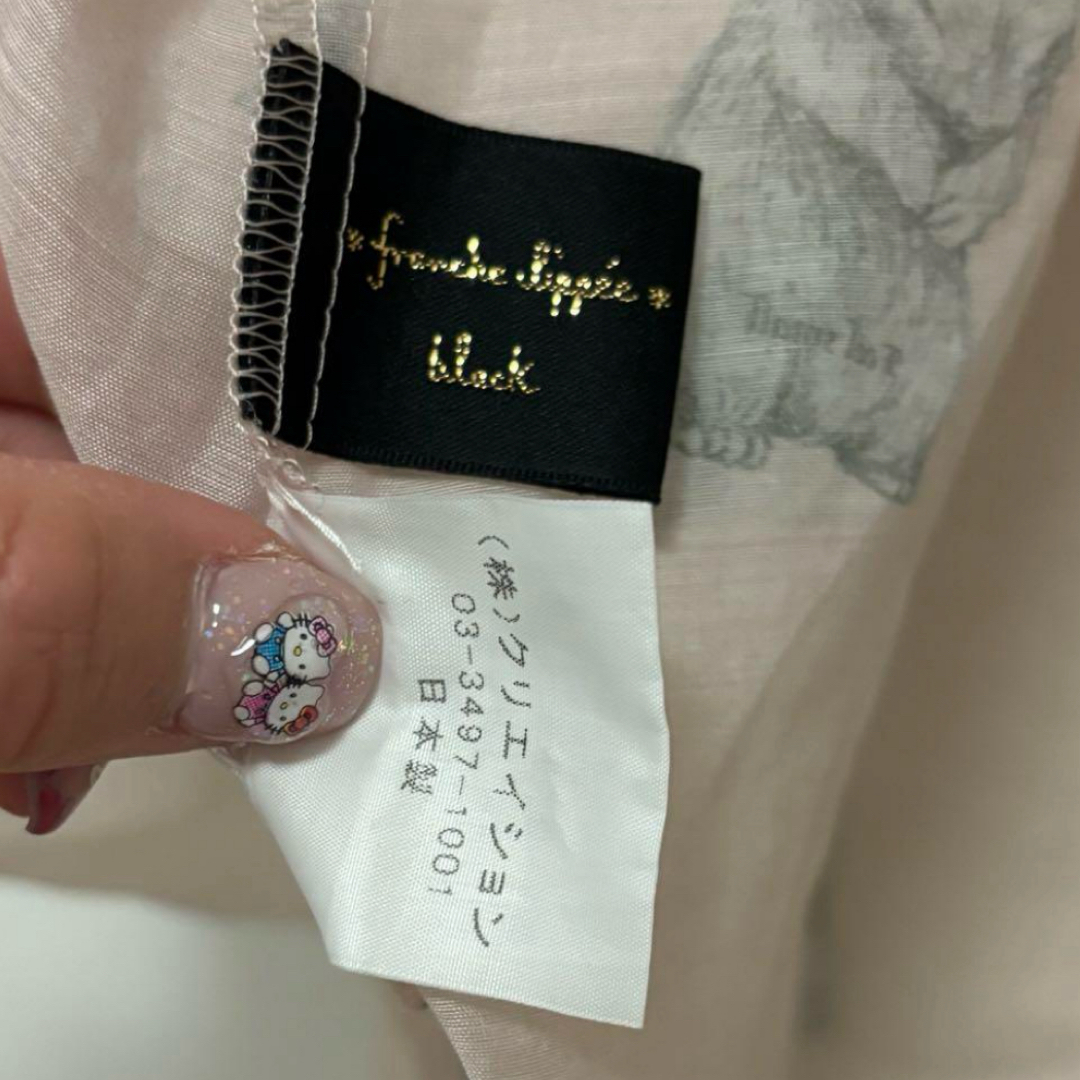 *franche lippée*
black
(株)クリエイション
03-3497-1001
日本製